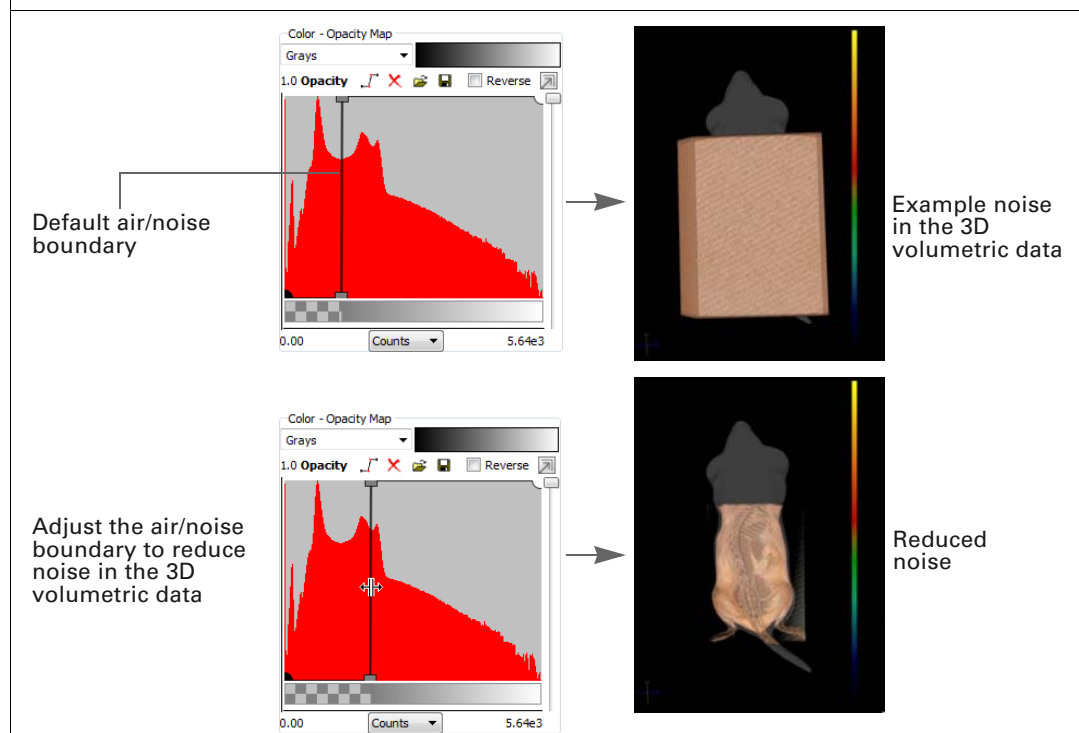 Color - Opacity Map
Grays
1.0 Opacity
Reverse
Default air/noise
boundary
0.00
Counts
5.64e3
Example noise
in the 3D
volumetric data
Color - Opacity Map
Grays
1.0 Opacity
Reverse
Adjust the air/noise
boundary to reduce
noise in the 3D
volumetric data
0.00
Counts
5.64e3
Reduced
noise